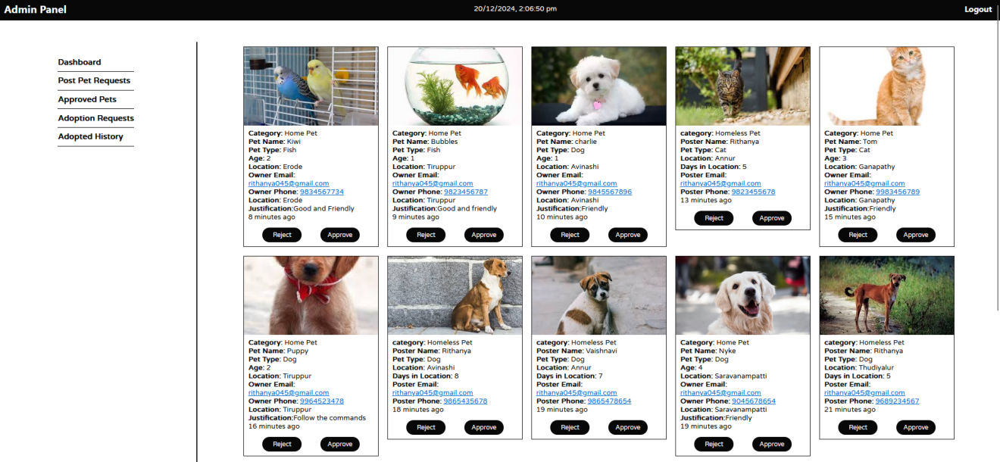 Admin Panel
20/12/2024, 2:06:50 pm
Logout
Dashboard
Post Pet Requests
Approved Pets
Adoption Requests
Adopted History
Category: Home Pet
Pet Name: Kiwi
Pet Type: Fish
Age: 2
Location: Erode
Owner Email:
rithanya045@gmail.com
Owner Phone: 9834567734
Location: Erode
Justification:Good and Friendly
8 minutes ago
Reject
Approve
Category: Home Pet
Pet Name: Bubbles
Pet Type: Fish
Age: 1
Location: Tiruppur
Owner Email:
rithanya045@gmail.com
Owner Phone: 9823456787
Location: Tiruppur
Justification:Good and friendly
9 minutes ago
Reject
Approve
Category: Home Pet
Pet Name: charlie
Pet Type: Dog
Age: 1
Location: Avinashi
Owner Email:
rithanya045@gmail.com
Owner Phone: 9845567896
Location: Avinashi
Justification:Friendly
10 minutes ago
Reject
Approve
category: Homeless Pet
Poster Name: Rithanya
Pet Type: Cat
Location: Annur
Days in Location: 5
Poster Email:
rithanya045@gmail.com
Poster Phone: 9823455678
13 minutes ago
Reject
Approve
Category: Home Pet
Pet Name: Tom
Pet Type: Cat
Age: 3
Location: Ganapathy
Owner Email:
rithanya045@gmail.com
Owner Phone: 9983456789
Location: Ganapathy
Justification:Friendly
15 minutes ago
Reject
Approve
Category: Home Pet
Pet Name: Puppy
Pet Type: Dog
Age: 2
Location: Tiruppur
Owner Email:
rithanya045@gmail.com
Owner Phone: 9964523478
Location: Tiruppur
Justification:Follow the commands
16 minutes ago
Reject
Approve
category: Homeless Pet
Poster Name: Rithanya
Pet Type: Dog
Location: Avinashi
Days in Location: 8
Poster Email:
rithanya045@gmail.com
Poster Phone: 9865435678
18 minutes ago
Reject
Approve
category: Homeless Pet
Poster Name: Vaishnavi
Pet Type: Dog
Location: Annur
Days in Location: 7
Poster Email:
rithanya045@gmail.com
Poster Phone: 9865478654
19 minutes ago
Reject
Approve
Category: Home Pet
Pet Name: Nyke
Pet Type: Dog
Age: 4
Location: Saravanampatti
Owner Email:
rithanya045@gmail.com
Owner Phone: 9045678654
Location: Saravanampatti
Justification:Friendly
19 minutes ago
Reject
Approve
category: Homeless Pet
Poster Name: Rithanya
Pet Type: Dog
Location: Thudiyalur
Days in Location: 5
Poster Email:
rithanya045@gmail.com
Poster Phone: 9689234567
21 minutes ago
Reject
Approve